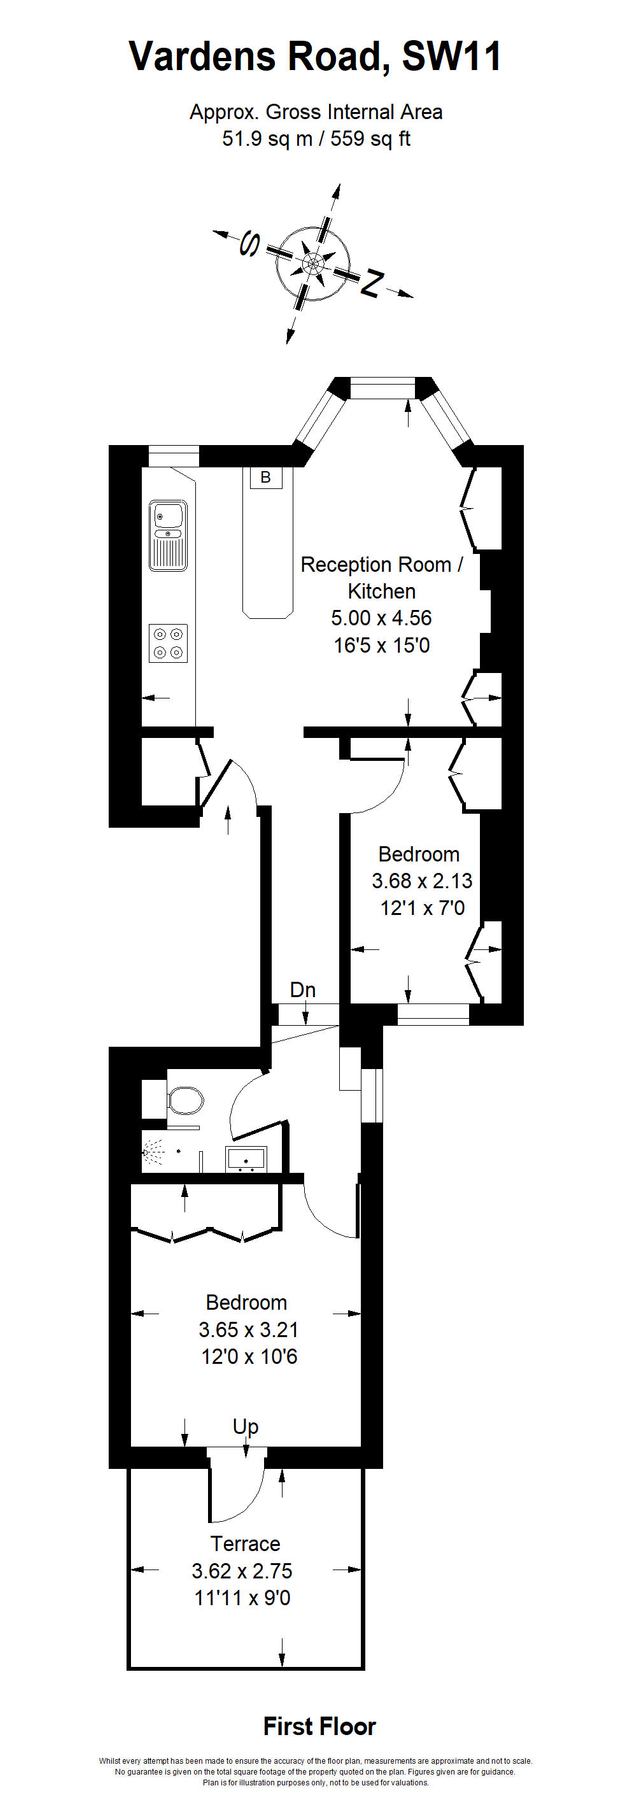 Vardens Road, SW11
Approx. Gross Internal Area
51.9 sq m / 559 sq ft
S
N
B
Reception Room /
Kitchen
5.00 x 4.56
16'5 x 15'0
Bedroom
3.68 x 2.13
12'1 x 7'0
Dn
Bedroom
3.65 x 3.21
12'0 x 10'6
Up
Terrace
3.62 x 2.75
11'11 x 9'0
First Floor
Whilst every attempt has been made to ensure the accuracy of the floor plan, measurements are approximate and not to scale.
No guarantee is given on the total square footage of the property quoted on the plan. Figures given are for guidance.
Plan is for illustration purposes only, not to be used for valuations.